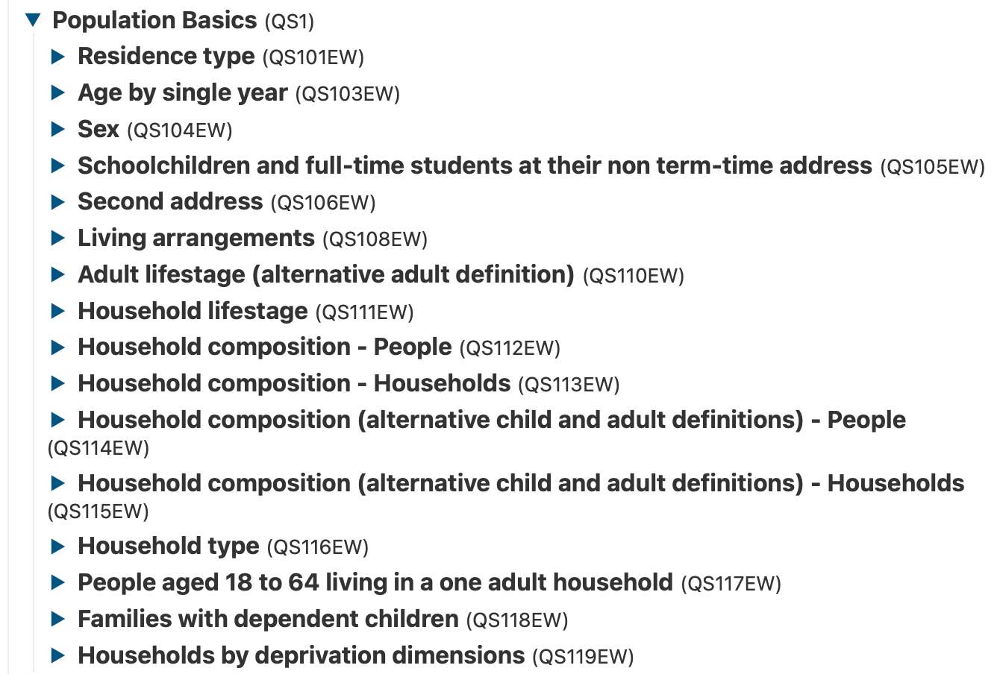 Population Basics (QS1)
Residence type (QS101EW)
Age by single year (QS103EW)
Sex (QS104EW)
Schoolchildren and full-time students at their non term-time address (QS105EW)
Second address (QS106EW)
Living arrangements (QS108EW)
Adult lifestage (alternative adult definition) (QS110EW)
Household lifestage (QS111EW)
Household composition - People (QS112EW)
Household composition - Households (QS113EW)
Household composition (alternative child and adult definitions) - People
(QS114EW)
Household composition (alternative child and adult definitions) - Households
(QS115EW)
Household type (QS116EW)
People aged 18 to 64 living in a one adult household (QS117EW)
Families with dependent children (QS118EW)
Households by deprivation dimensions (QS119EW)